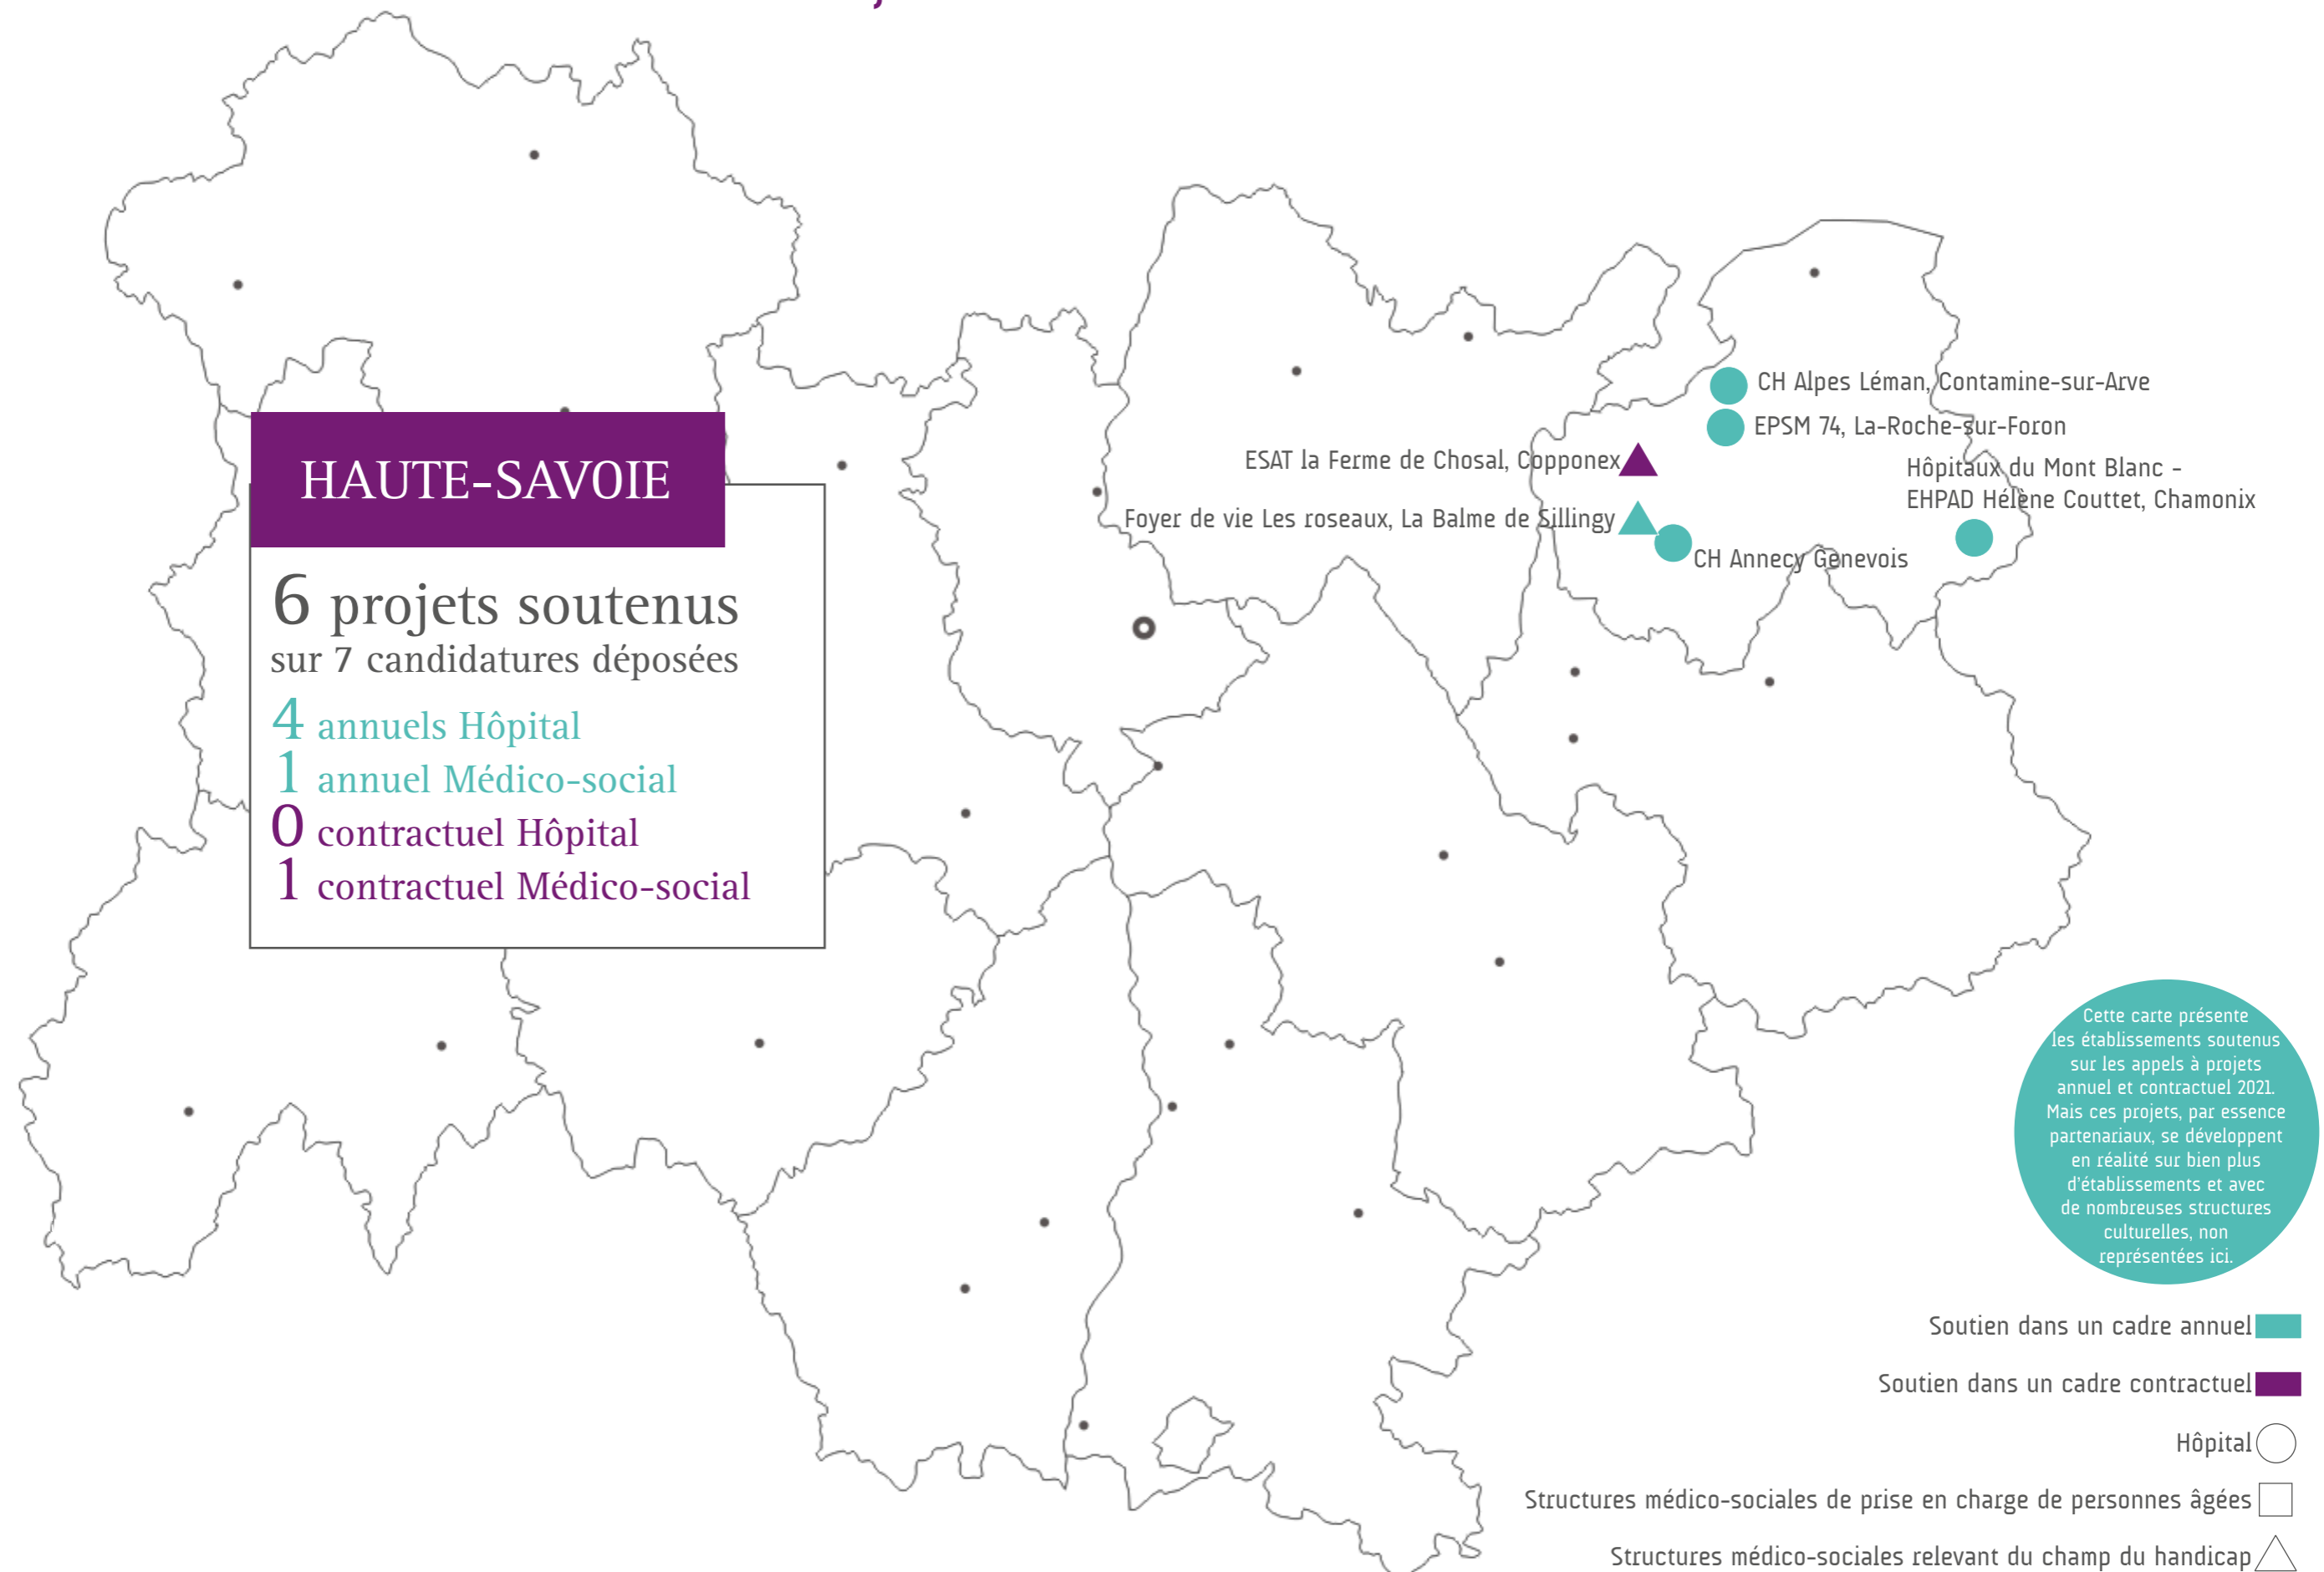 HAUTE-SAVOIE
6 projets soutenus
sur 7 candidatures déposées
4 annuels Hôpital
1 annuel Médico-social
0 contractuel Hôpital
1 contractuel Médico-social
CH Alpes Léman, Contamine-sur-Arve
EPSM 74, La-Roche-sur-Foron
ESAT la Ferme de Chosal, Copponex
Hôpitaux du Mont Blanc -
EHPAD Hélène Couttet, Chamonix
Foyer de vie Les roseaux, La Balme de Sillingy
CH Annecy Genevois
Cette carte présente
les établissements soutenus
sur les appels à projets
annuel et contractuel 2021.
Mais ces projets, par essence
partenariaux, se développent
en réalité sur bien plus
d'établissements et avec
de nombreuses structures
culturelles, non
représentées ici.
Soutien dans un cadre annuel
Soutien dans un cadre contractuel
Hôpital
Structures médico-sociales de prise en charge de personnes âgées
Structures médico-sociales relevant du champ du handicap